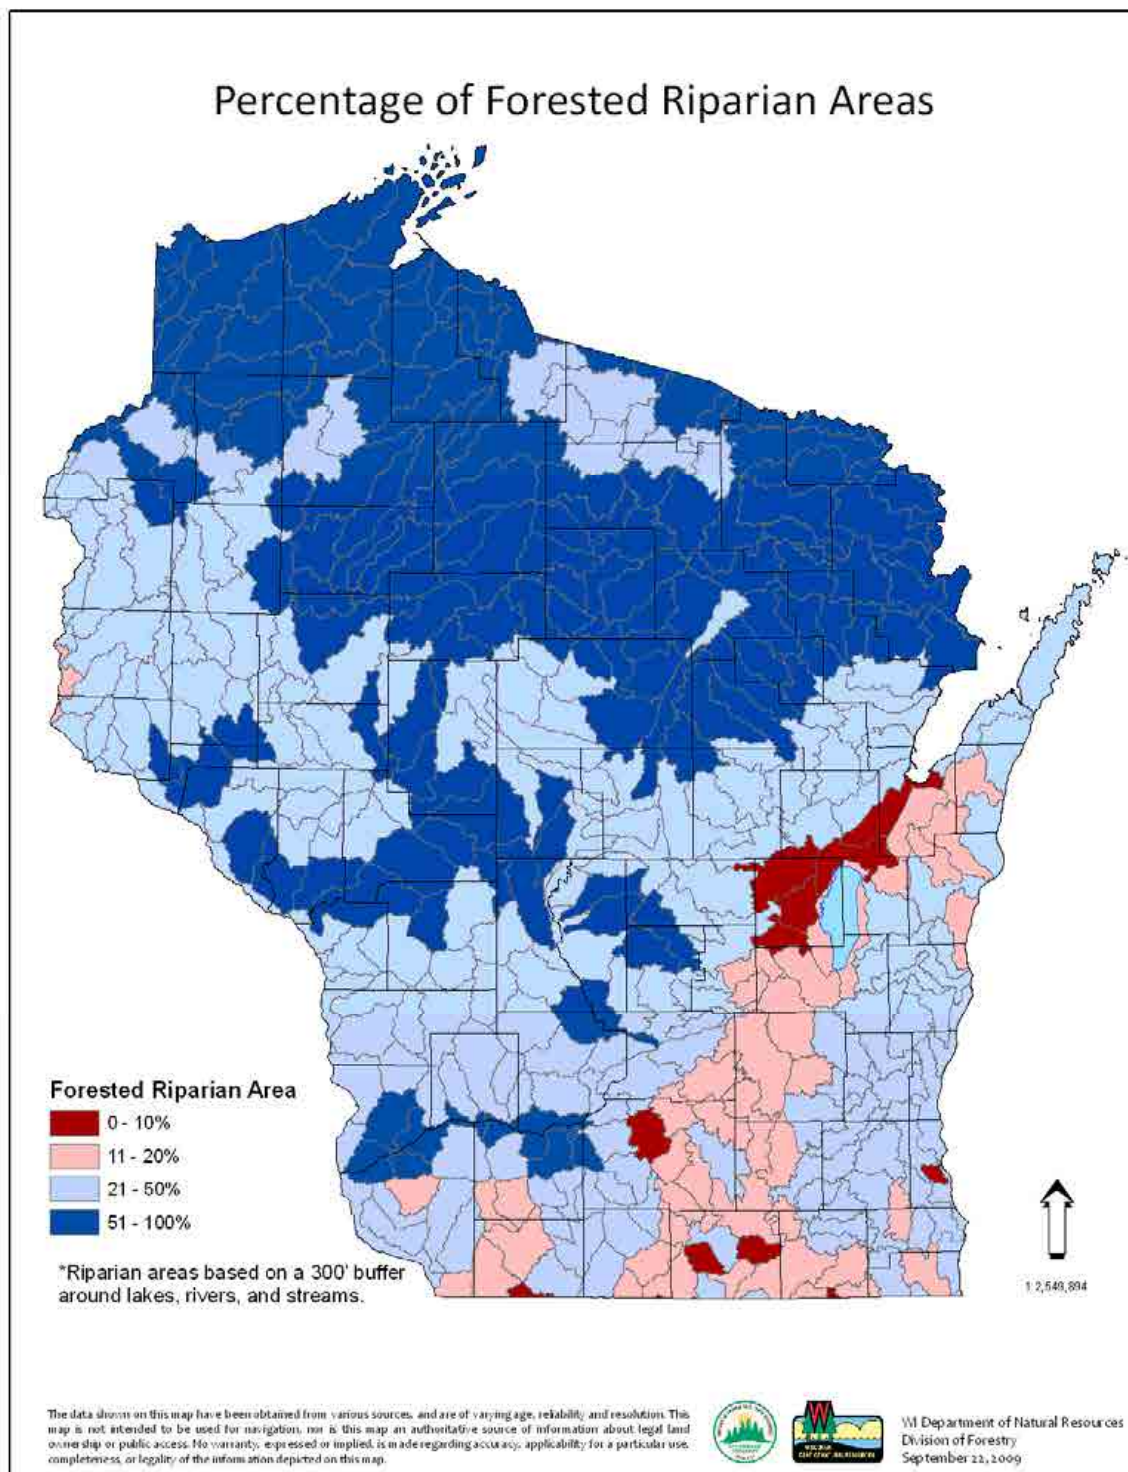 Percentage of Forested Riparian Areas
Forested Riparian Area
0 - 10%
11 - 20%
21 - 50%
51 - 100%
*Riparian areas based on a 300' buffer
around lakes, rivers, and streams.
1:2,549,894
The data shown on this map have been obtained from various sources, and are of varying age, reliability and resolution. This
map is not intended to be used for navigation, nor is this map an authoritative source of information about legal land
ownership or public access. No warranty, expressed or implied, is made regarding accuracy, applicability for a particular use,
completeness, or legality of the information depicted on this map.
WI Department of Natural Resources
Division of Forestry
September 22, 2009